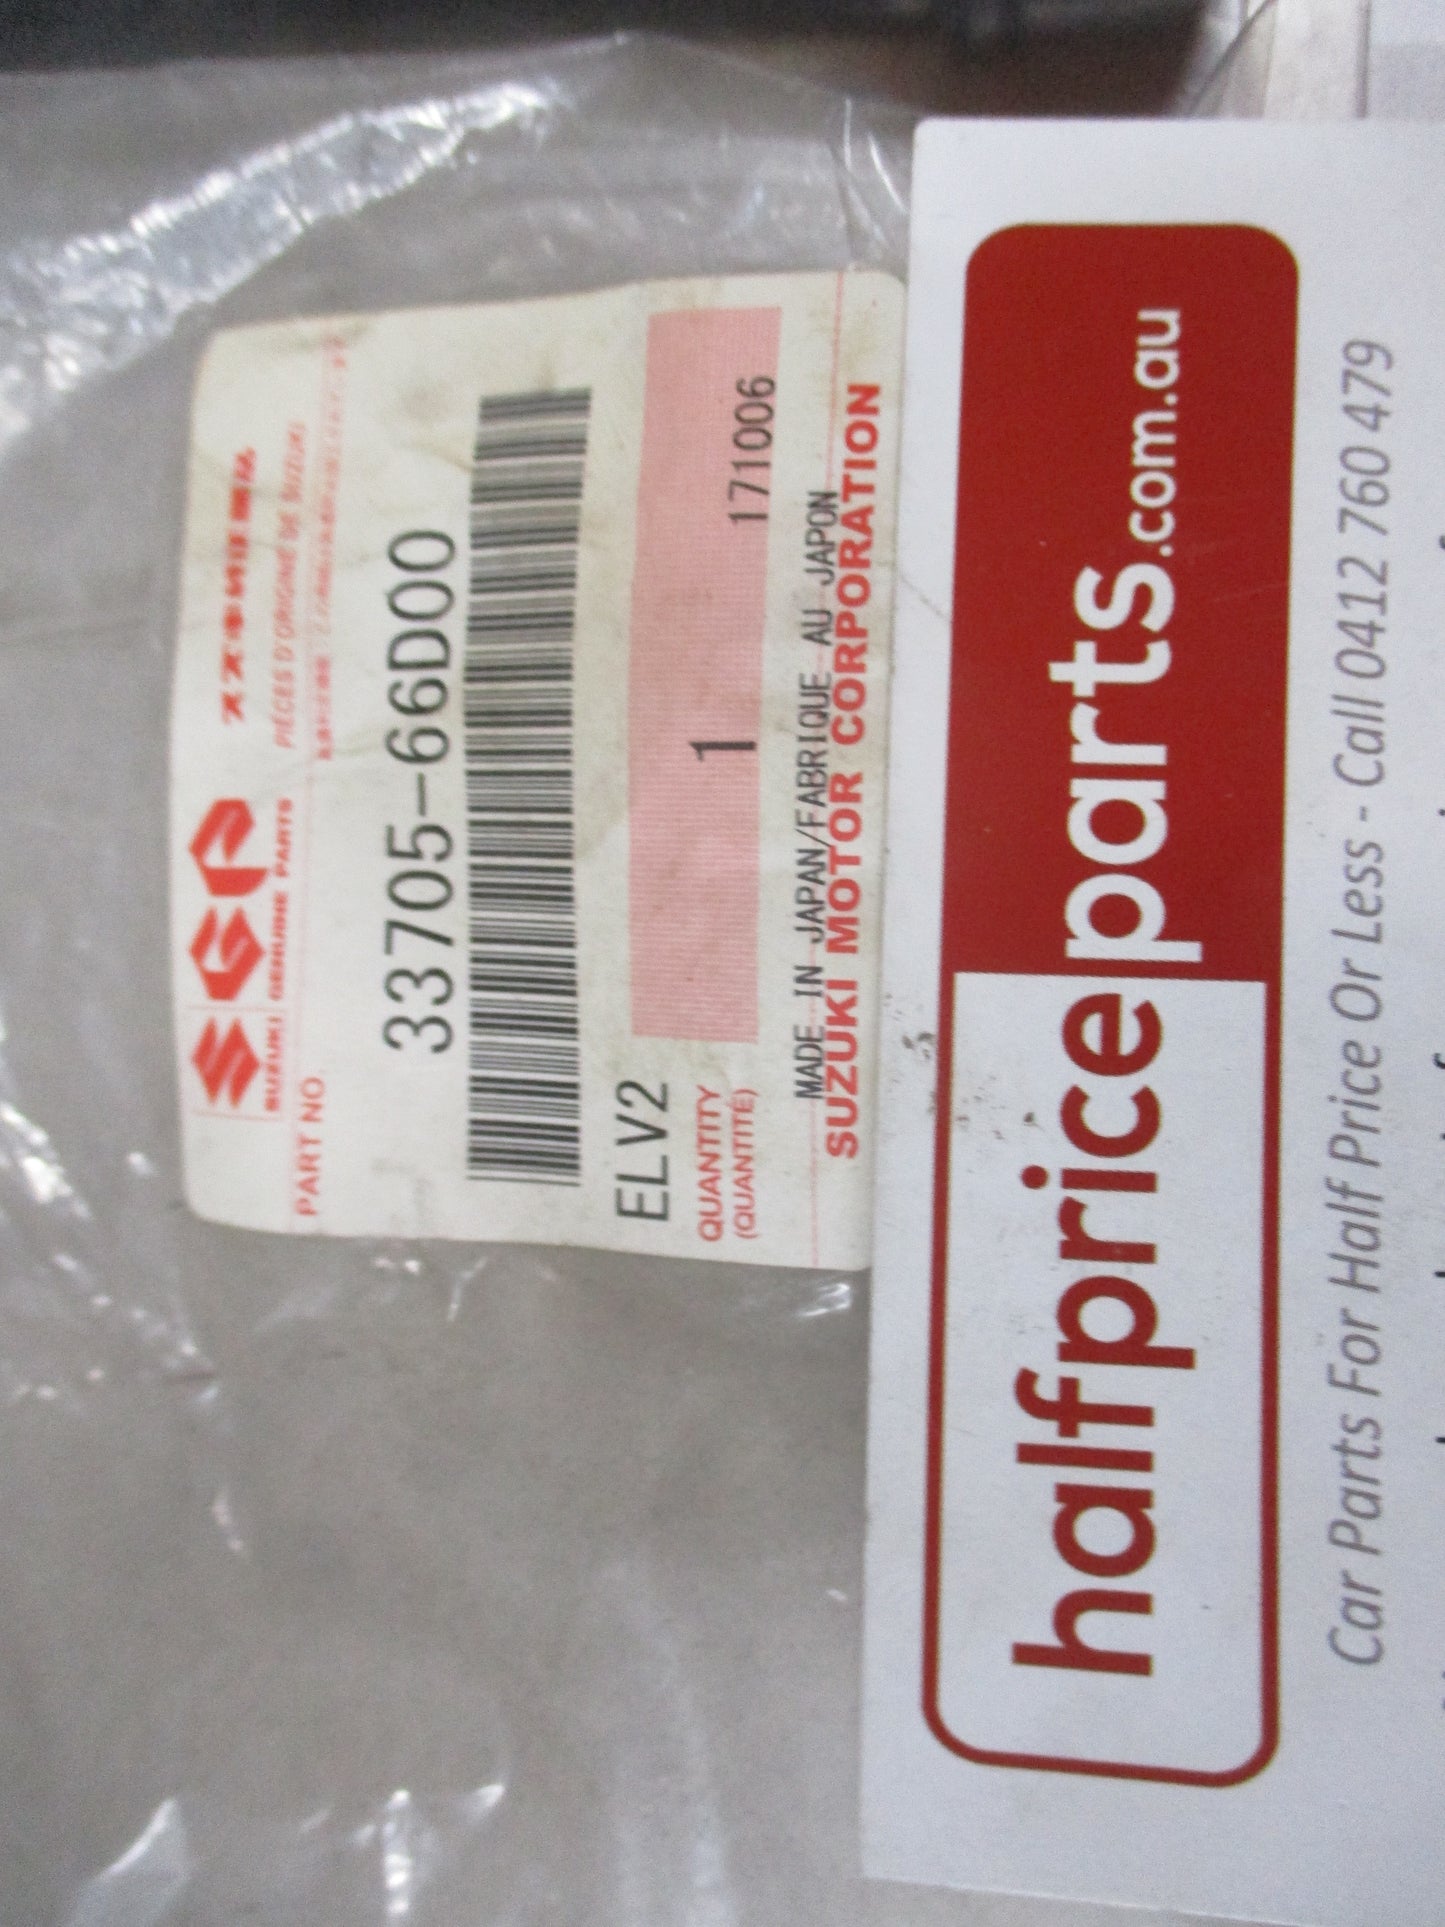 SGP
SUZUKI GENUINE PARTS
PIÈCES D'ORIGINE DE SUZUKI
PART NO.
33705-66D00
ELV2
QUANTITY
(QUANTITÉ)
1
171006
MADE IN JAPAN/FABRIQUE AU JAPON
SUZUKI MOTOR CORPORATION
halfpriceparts.com.au
Car Parts For Half Price Or Less - Call 0412 760 479